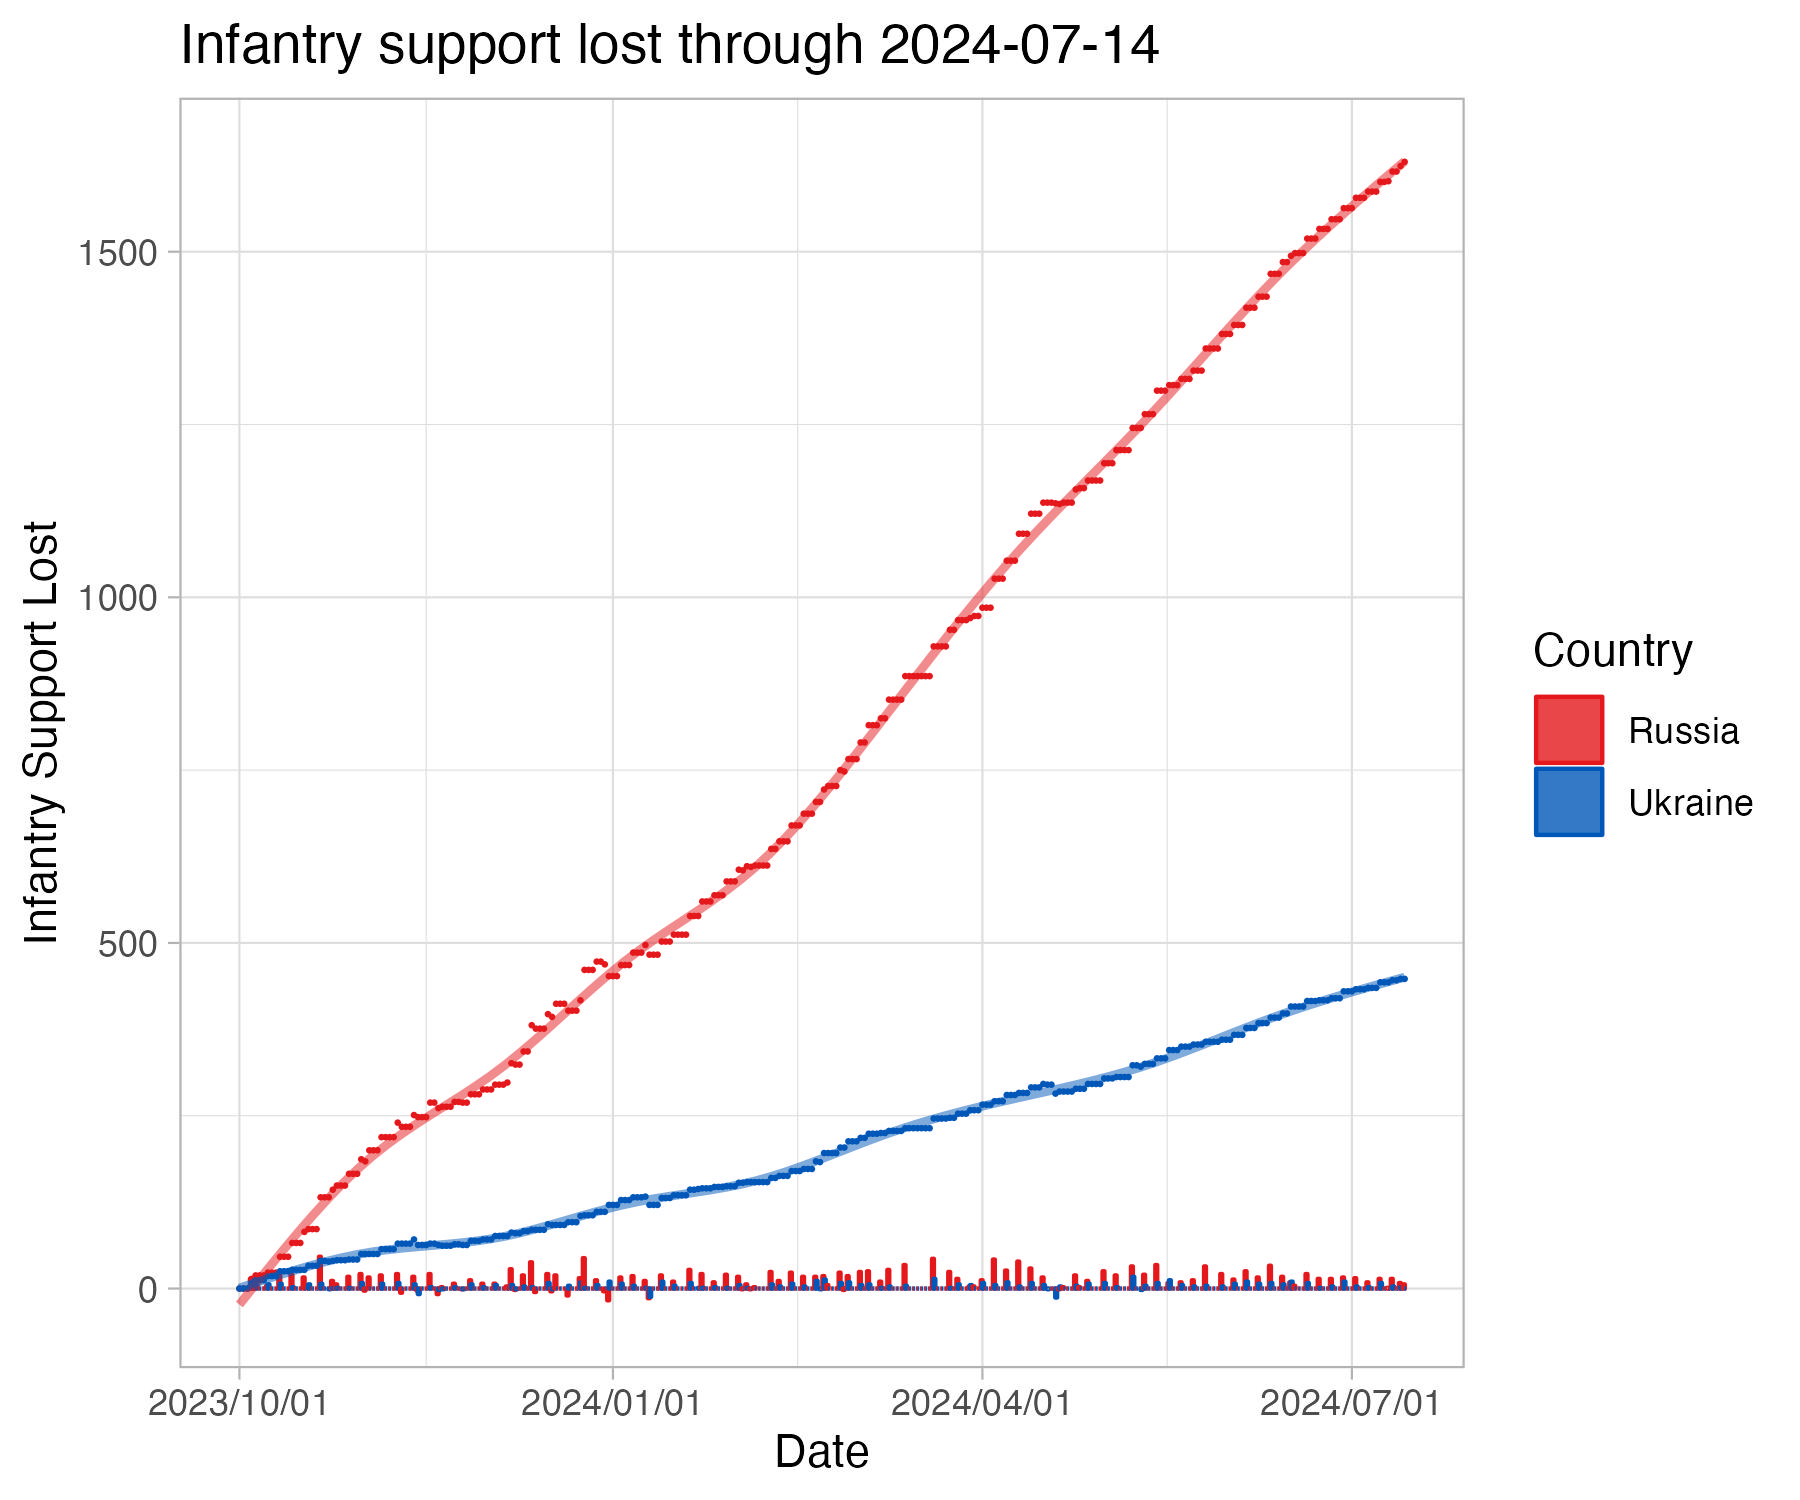 Infantry support lost through 2024-07-14
Infantry Support Lost
1500
1000
500
0
2023/10/01
2024/01/01
2024/04/01
2024/07/01
Date
Country
Russia
Ukraine